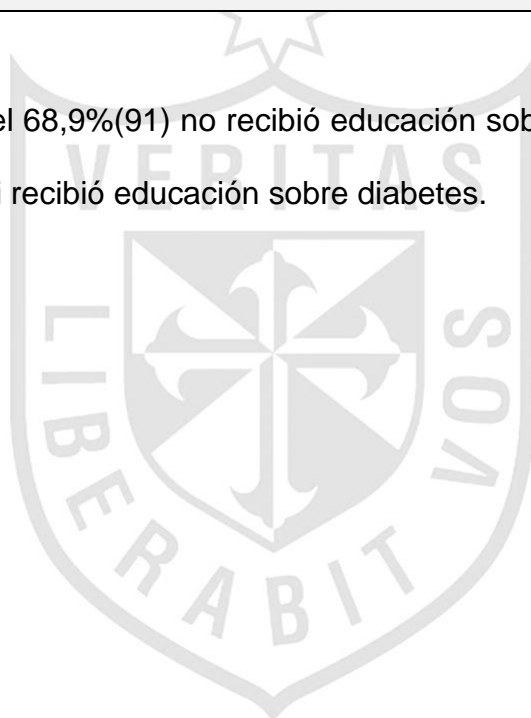 el 68,9%(91) no recibió educación sob
i recibió educación sobre diabetes.
VERITAS
LIBERABIT
VOS